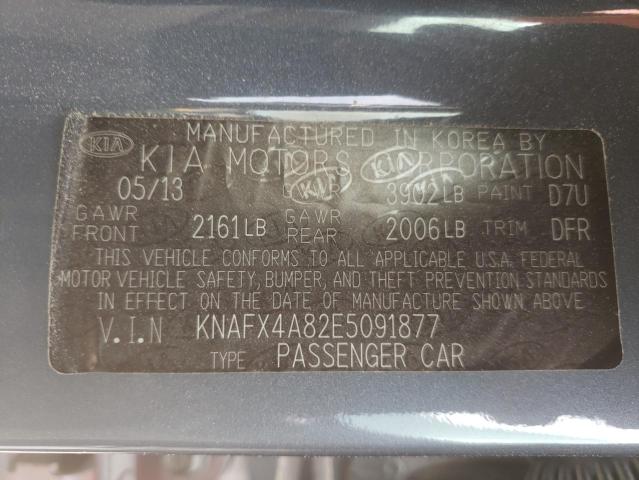 MANUFACTURED IN KOREA BY
KIA KIA MOTORS CORPORATION
05/13 3902LB PAINT D7U
GAWR FRONT 2161LB GAWR REAR 2006LB TRIM DFR
THIS VEHICLE CONFORMS TO ALL APPLICABLE U.S.A. FEDERAL
MOTOR VEHICLE SAFETY, BUMPER, AND THEFT PREVENTION STANDARDS
IN EFFECT ON THE DATE OF MANUFACTURE SHOWN ABOVE.
V.I.N KNAFX4A82E5091877
TYPE PASSENGER CAR